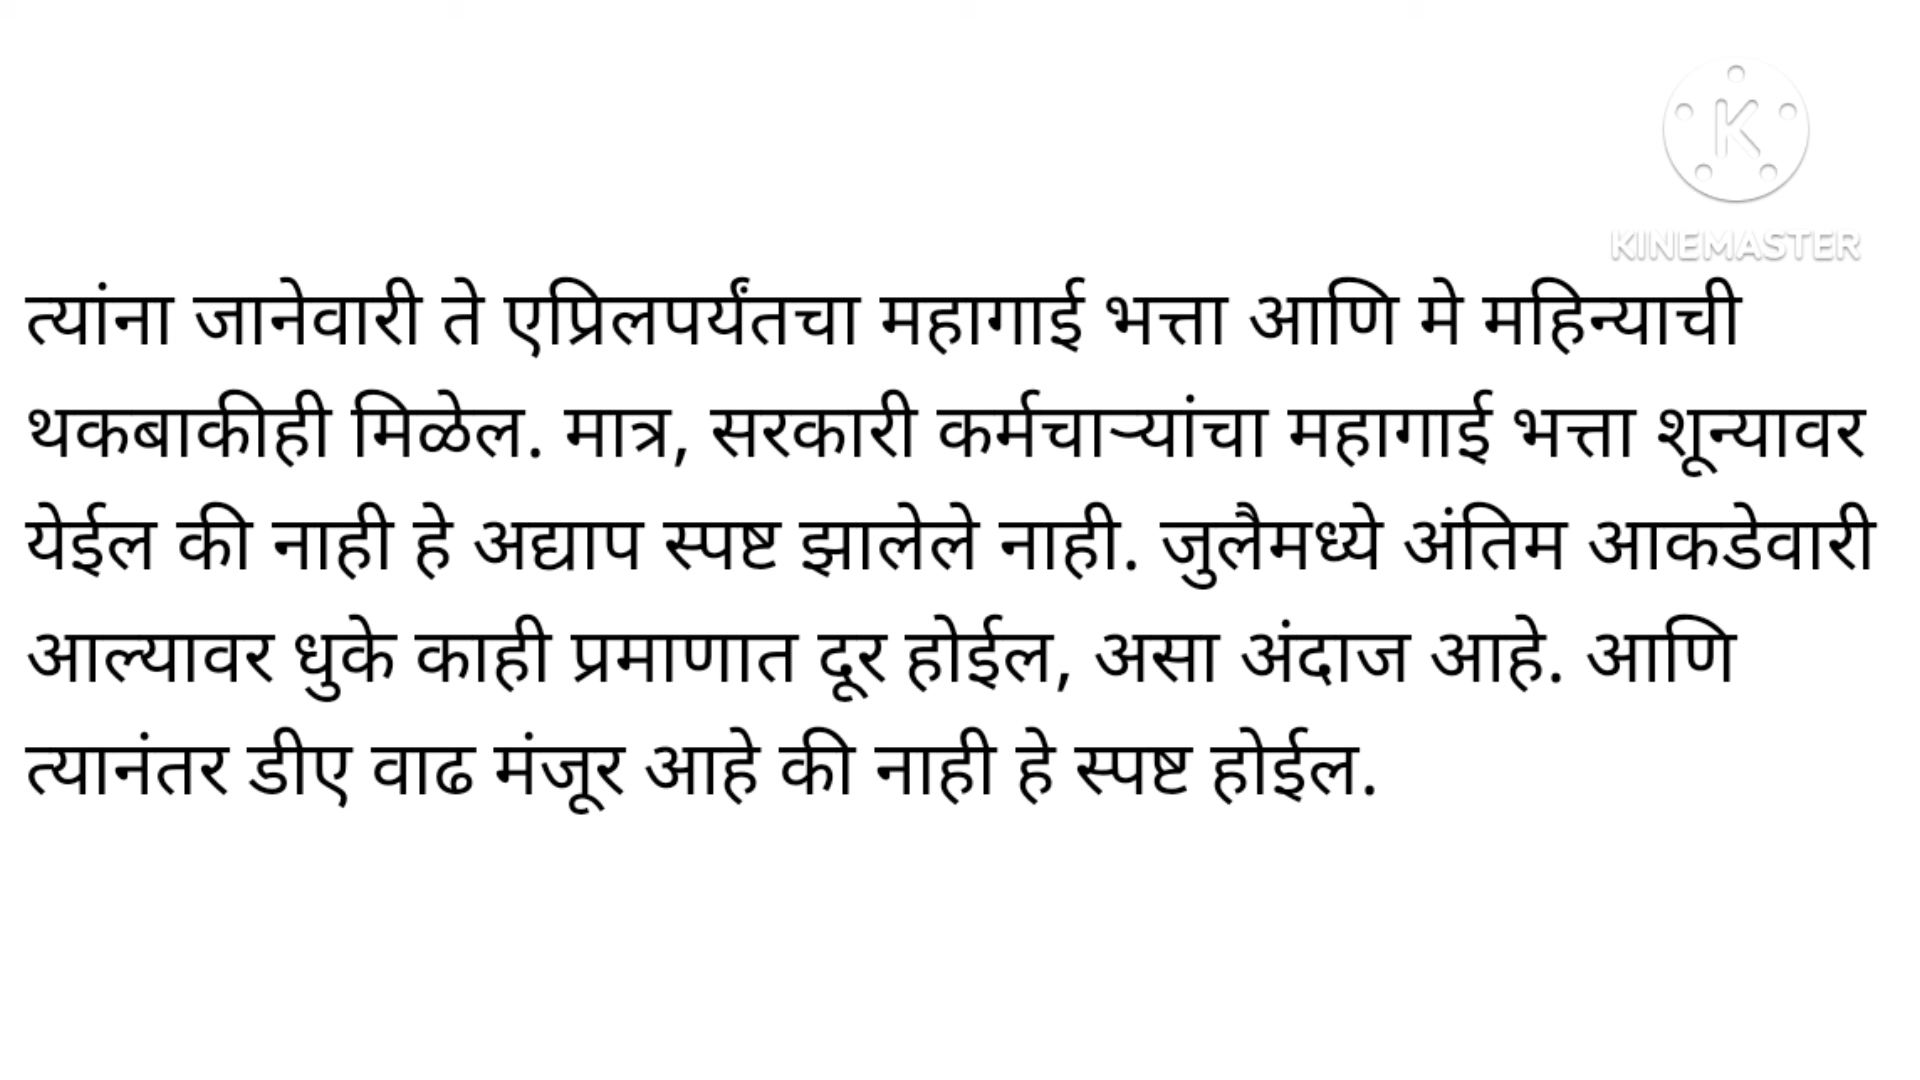 KINEMASTER
त्यांना जानेवारी ते एप्रिलपर्यंतचा महागाई भत्ता आणि मे महिन्याची
थकबाकीही मिळेल. मात्र, सरकारी कर्मचाऱ्यांचा महागाई भत्ता शून्यावर
येईल की नाही हे अद्याप स्पष्ट झालेले नाही. जुलैमध्ये अंतिम आकडेवारी
आल्यावर धुके काही प्रमाणात दूर होईल, असा अंदाज आहे. आणि
त्यानंतर डीए वाढ मंजूर आहे की नाही हे स्पष्ट होईल.